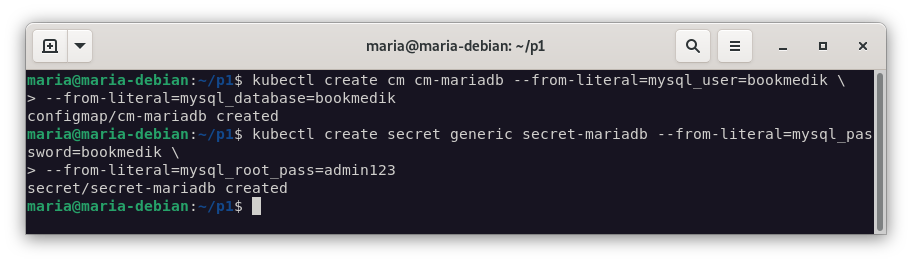 maria@maria-debian: ~/p1
maria@maria-debian:~/p1$ kubectl create cm cm-mariadb --from-literal=mysql_user=bookmedik \
> --from-literal=mysql_database=bookmedik
configmap/cm-mariadb created
maria@maria-debian:~/p1$ kubectl create secret generic secret-mariadb --from-literal=mysql_pas
sword=bookmedik \
> --from-literal=mysql_root_pass=admin123
secret/secret-mariadb created
maria@maria-debian:~/p1$